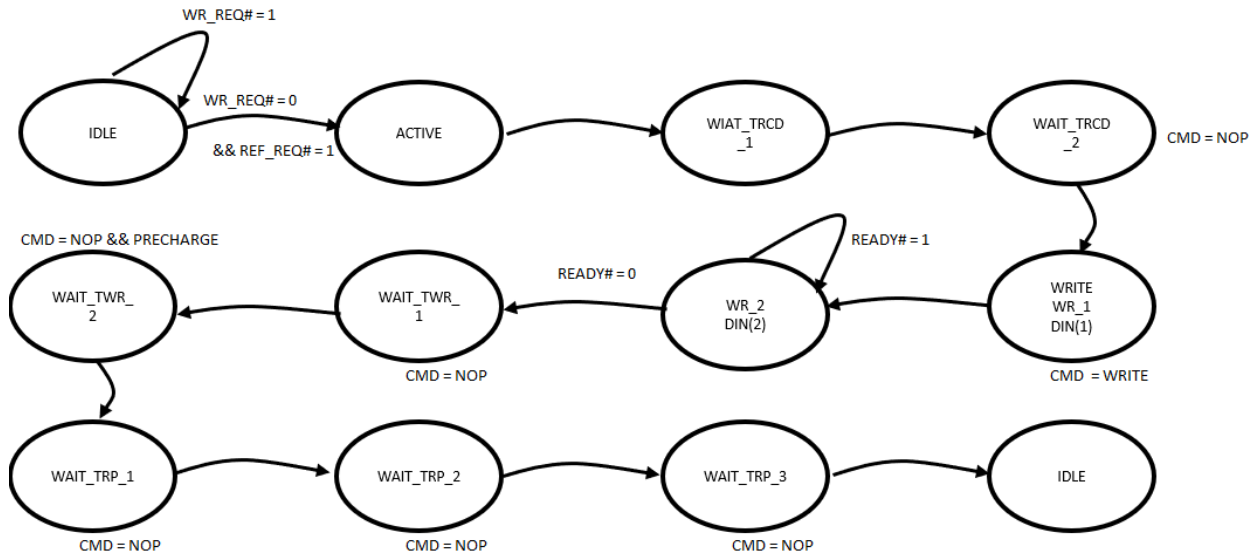 WR_REQ# = 1
IDLE
WR_REQ# = 0
&& REF_REQ# = 1
ACTIVE
WIAT_TRCD
_1
WAIT_TRCD
_2
CMD = NOP
CMD = NOP && PRECHARGE
WAIT_TWR_
2
WAIT_TWR_
1
CMD = NOP
READY# = 0
READY# = 1
WR_2
DIN(2)
WRITE
WR_1
DIN(1)
CMD = WRITE
WAIT_TRP_1
CMD = NOP
WAIT_TRP_2
CMD = NOP
WAIT_TRP_3
CMD = NOP
IDLE